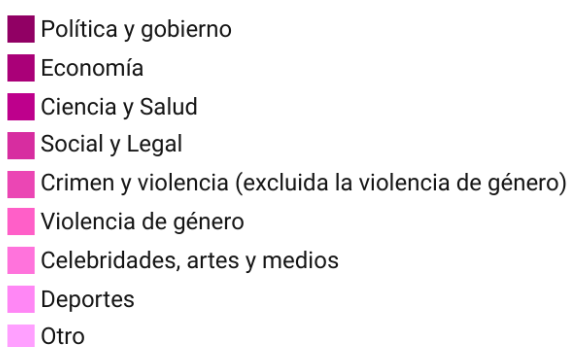 Política y gobierno
Economía
Ciencia y Salud
Social y Legal
Crimen y violencia (excluida la violencia de género)
Violencia de género
Celebridades, artes y medios
Deportes
Otro